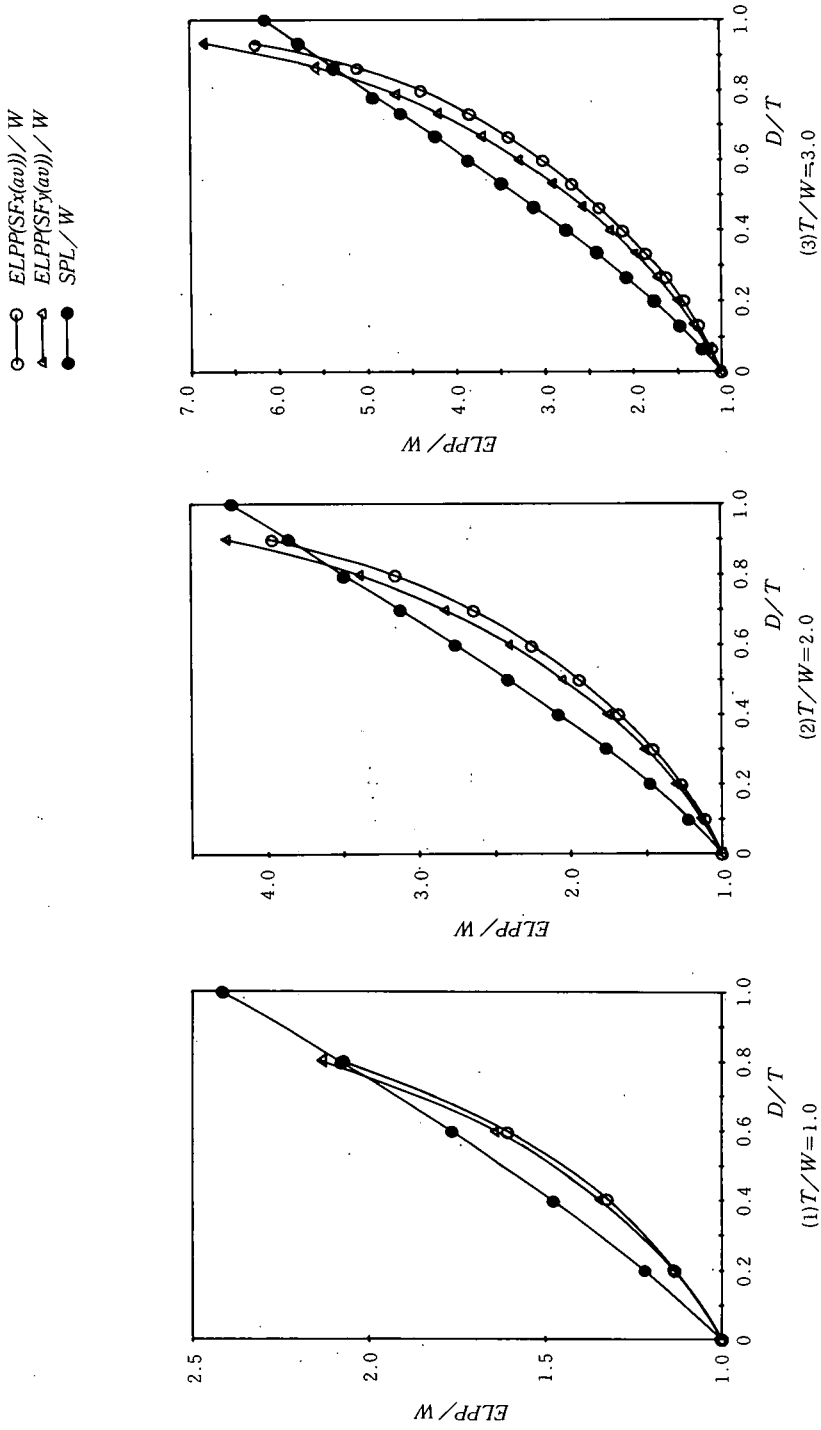 ELPP(SFx(av))/W
ELPP(SFy(av))/W
SPL/W
2.5
2.0
1.5
1.0
ELPP/W
0 0.2 0.4 0.6 0.8 1.0
D/T
(1)T/W=1.0
4.0
3.0
2.0
1.0
ELPP/W
0 0.2 0.4 0.6 0.8 1.0
D/T
(2)T/W=2.0
7.0
6.0
5.0
4.0
3.0
2.0
1.0
ELPP/W
0 0.2 0.4 0.6 0.8 1.0
D/T
(3)T/W=3.0